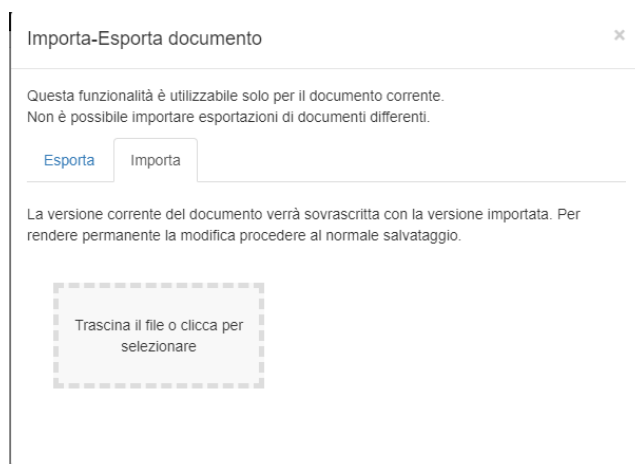 Importa-Esporta documento
×
Questa funzionalità è utilizzabile solo per il documento corrente.
Non è possibile importare esportazioni di documenti differenti.
Esporta Importa
La versione corrente del documento verrà sovrascritta con la versione importata. Per
rendere permanente la modifica procedere al normale salvataggio.
Trascina il file o clicca per
selezionare